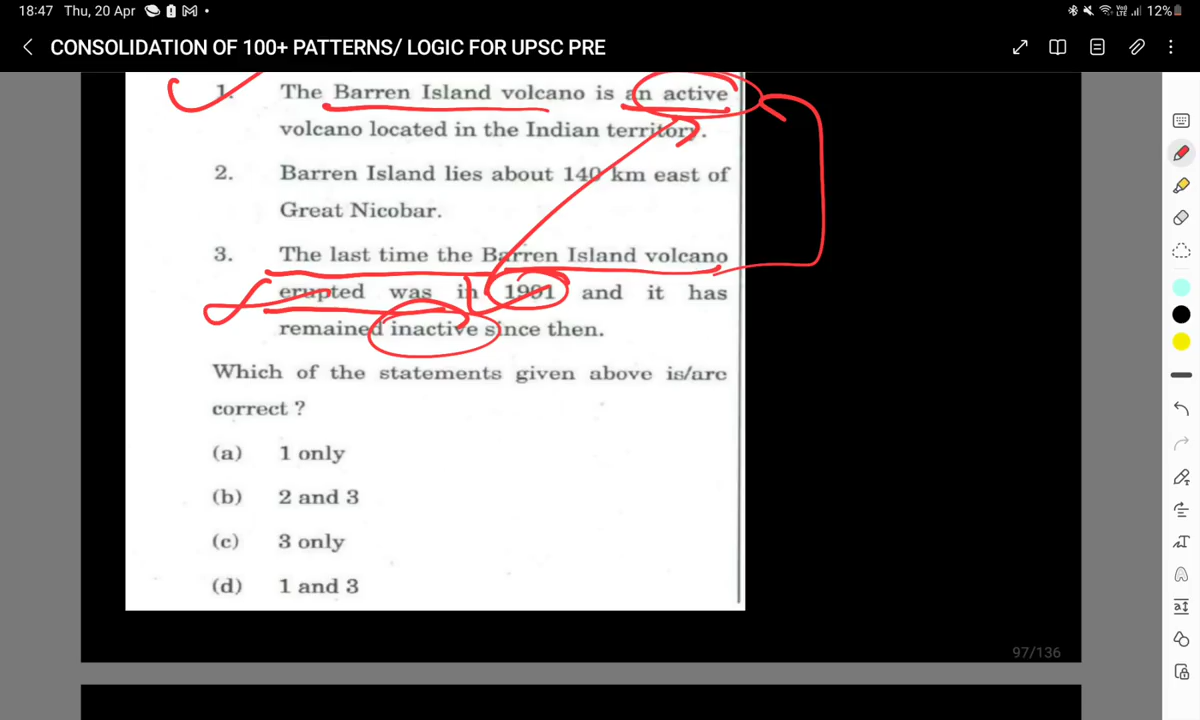 18:47 Thu, 20 Apr
12%
CONSOLIDATION OF 100+ PATTERNS/ LOGIC FOR UPSC PRE
1. The Barren Island volcano is an active
volcano located in the Indian territory.
2. Barren Island lies about 140 km east of
Great Nicobar.
3. The last time the Barren Island volcano
erupted was in 1991 and it has
remained inactive since then.
Which of the statements given above is/are
correct ?
(a) 1 only
(b) 2 and 3
(c) 3 only
(d) 1 and 3
97/136